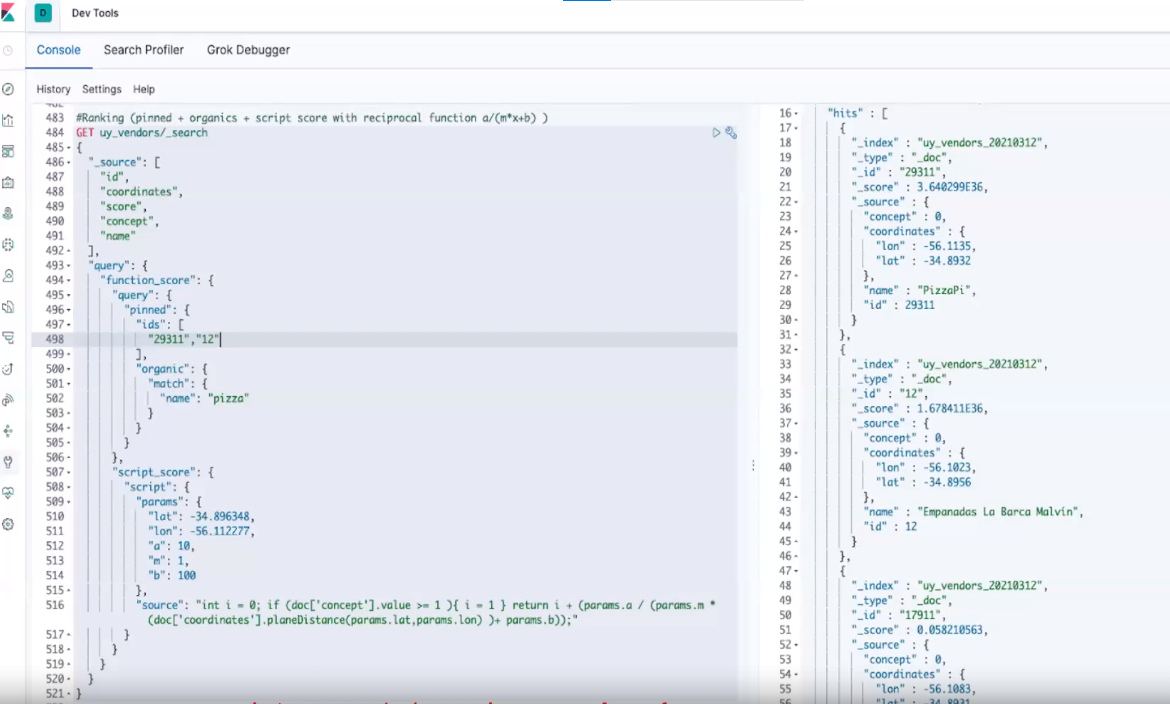 D Dev Tools
Console Search Profiler Grok Debugger
History Settings Help
482
483 #Ranking (pinned + organics + script score with reciprocal function a/(m*x+b) )
484 GET uy_vendors/_search
485 {
486 "_source": [
487 "id",
488 "coordinates",
489 "score",
490 "concept",
491 "name"
492 ],
493 "query": {
494 "function_score": {
495 "query": {
496 "pinned": {
497 "ids": [
498 "29311","12"
499 ],
500 "organic": {
501 "match": {
502 "name": "pizza"
503 }
504 }
505 }
506 },
507 "script_score": {
508 "script": {
509 "params": {
510 "lat": -34.896348,
511 "lon": -56.112277,
512 "a": 10,
513 "m": 1,
514 "b": 100
515 },
516 "source": "int i = 0; if (doc['concept'].value >= 1 ){ i = 1 } return i + (params.a / (params.m *
(doc['coordinates'].planeDistance(params.lat,params.lon) )+ params.b));"
517 }
518 }
519 }
520 }
521 }
16 "hits" : [
17 {
18 "_index" : "uy_vendors_20210312",
19 "_type" : "_doc",
20 "_id" : "29311",
21 "_score" : 3.640299E36,
22 "_source" : {
23 "concept" : 0,
24 "coordinates" : {
25 "lon" : -56.1135,
26 "lat" : -34.8932
27 },
28 "name" : "PizzaPi",
29 "id" : 29311
30 }
31 },
32 {
33 "_index" : "uy_vendors_20210312",
34 "_type" : "_doc",
35 "_id" : "12",
36 "_score" : 1.678411E36,
37 "_source" : {
38 "concept" : 0,
39 "coordinates" : {
40 "lon" : -56.1023,
41 "lat" : -34.8956
42 },
43 "name" : "Empanadas La Barca Malvín",
44 "id" : 12
45 }
46 },
47 {
48 "_index" : "uy_vendors_20210312",
49 "_type" : "_doc",
50 "_id" : "17911",
51 "_score" : 0.058210563,
52 "_source" : {
53 "concept" : 0,
54 "coordinates" : {
55 "lon" : -56.1083,
56 "lat" : -34.8931